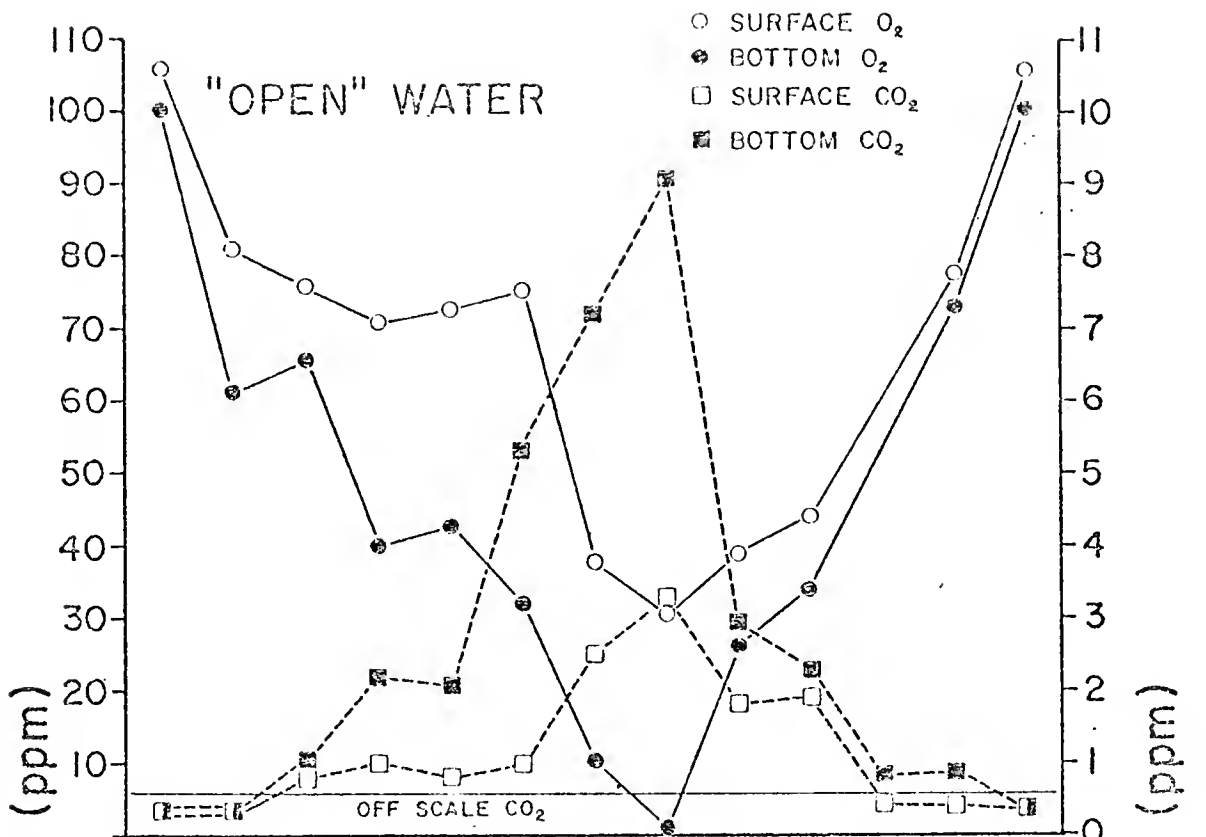 ○ SURFACE O₂
● BOTTOM O₂
□ SURFACE CO₂
■ BOTTOM CO₂
"OPEN" WATER
110
100
90
80
70
60
50
40
30
20
10
(ppm)
11
10
9
8
7
6
5
4
3
2
1
0
(ppm)
OFF SCALE CO₂